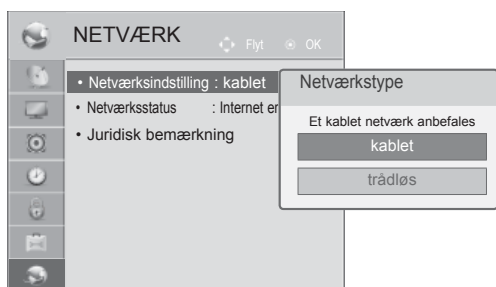 NETVÆRK
Flyt
OK
• Netværksindstilling : kablet
• Netværksstatus : Internet er
• Juridisk bemærkning
Netværkstype
Et kablet netværk anbefales
kablet
trådløs